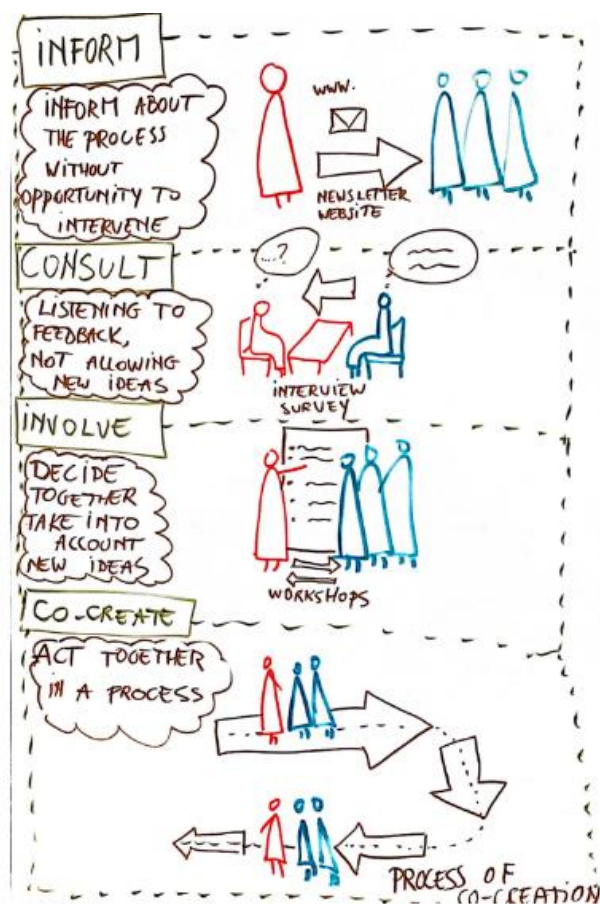 INFORM
INFORM ABOUT
THE PROCESS
WITHOUT
OPPORTUNITY TO
INTERVENE
WWW.
NEWSLETTER
WEBSITE
CONSULT
LISTENING TO
FEEDBACK,
NOT ALLOWING
NEW IDEAS
...?
INTERVIEW
SURVEY
INVOLVE
DECIDE
TOGETHER
TAKE INTO
ACCOUNT
NEW IDEAS
WORKSHOPS
CO-CREATE
ACT TOGETHER
IN A PROCESS
PROCESS OF
CO-CREATION